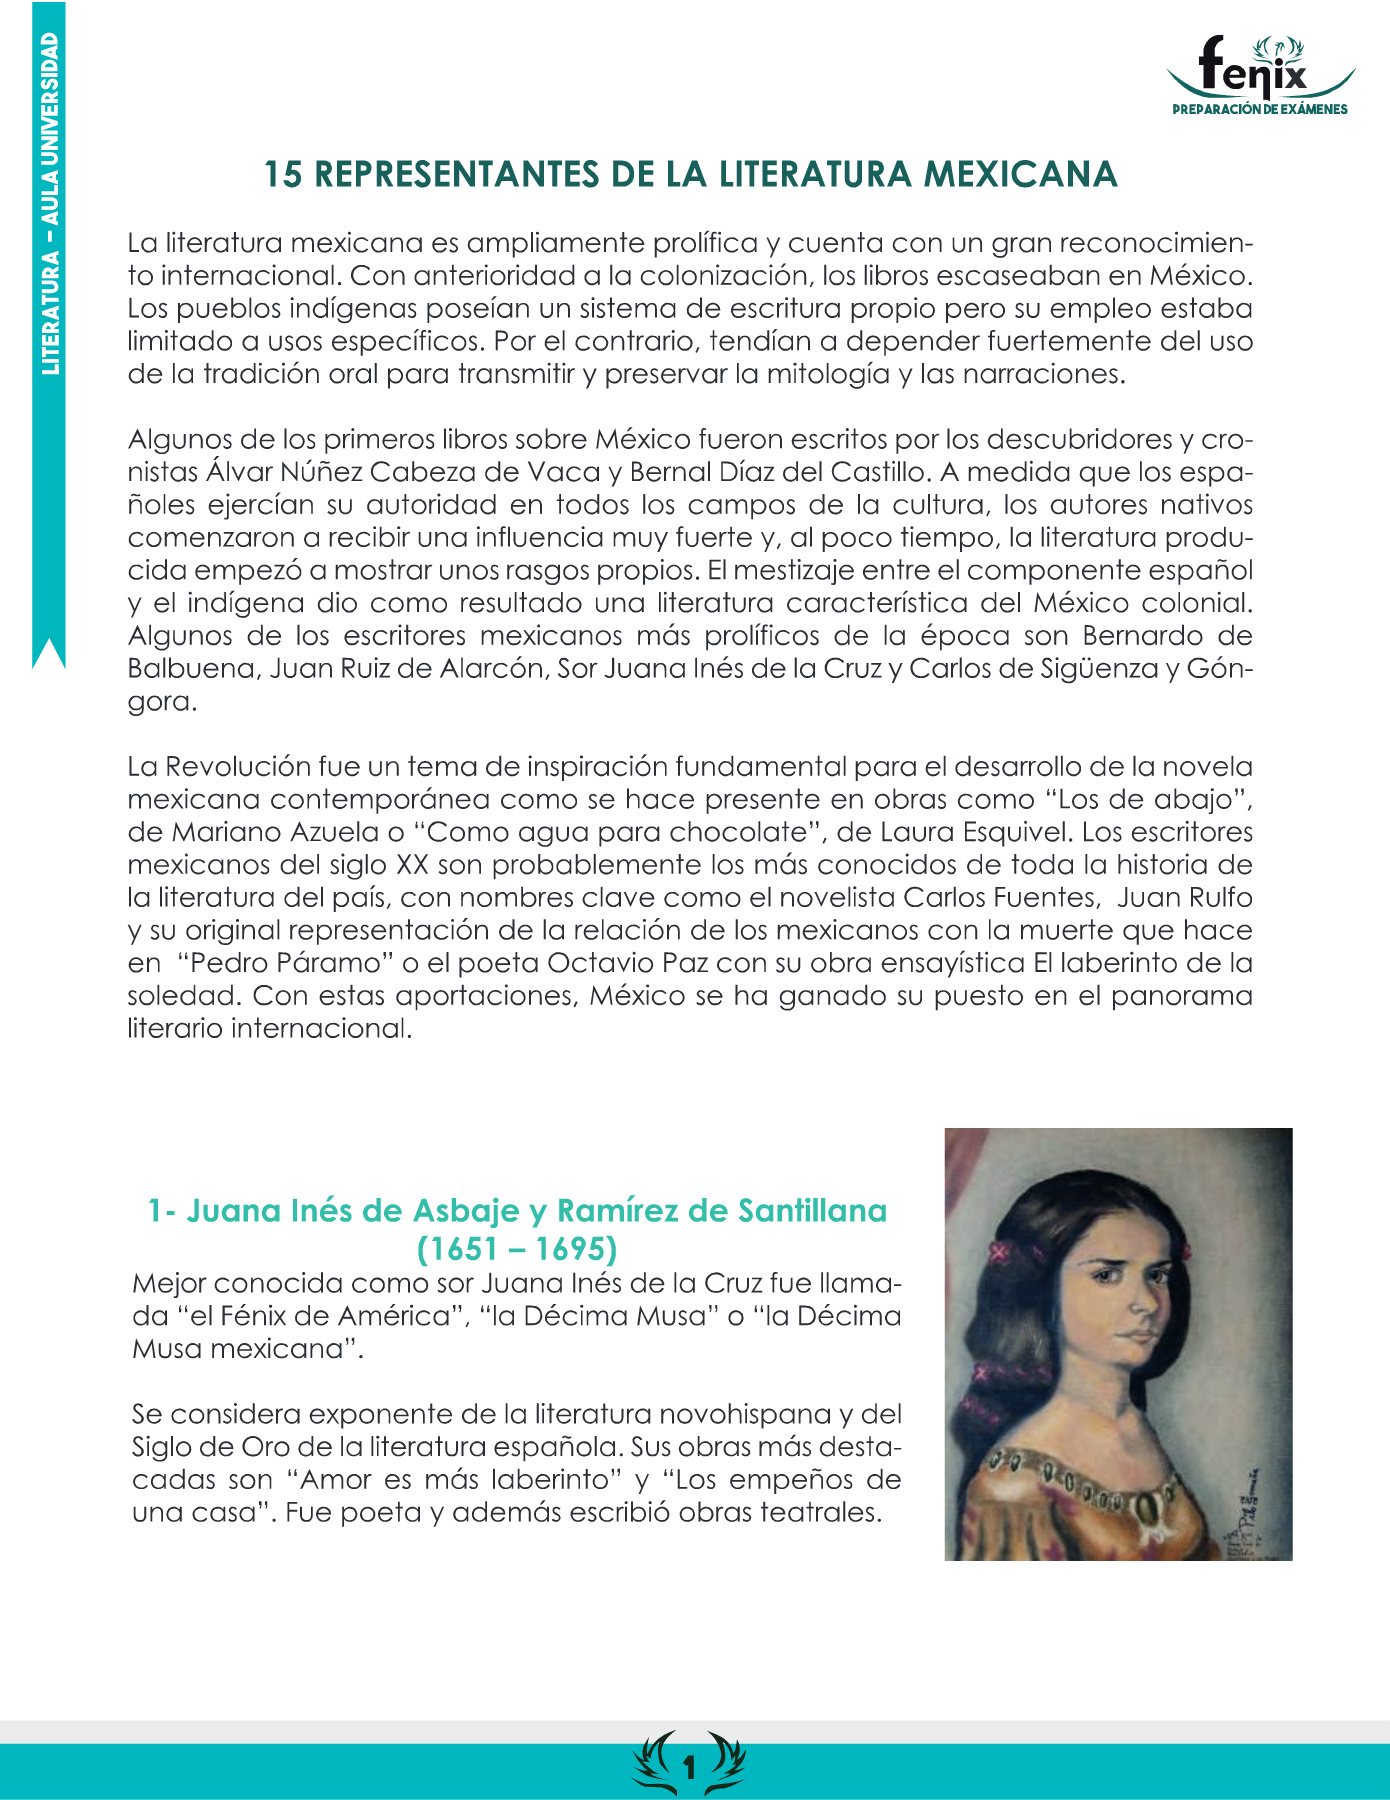 LITERATURA – AULA UNIVERSIDAD
fenix
PREPARACIÓN DE EXÁMENES
15 REPRESENTANTES DE LA LITERATURA MEXICANA
La literatura mexicana es ampliamente prolífica y cuenta con un gran reconocimien-
to internacional. Con anterioridad a la colonización, los libros escaseaban en México.
Los pueblos indígenas poseían un sistema de escritura propio pero su empleo estaba
limitado a usos específicos. Por el contrario, tendían a depender fuertemente del uso
de la tradición oral para transmitir y preservar la mitología y las narraciones.
Algunos de los primeros libros sobre México fueron escritos por los descubridores y cro-
nistas Álvar Núñez Cabeza de Vaca y Bernal Díaz del Castillo. A medida que los espa-
ñoles ejercían su autoridad en todos los campos de la cultura, los autores nativos
comenzaron a recibir una influencia muy fuerte y, al poco tiempo, la literatura produ-
cida empezó a mostrar unos rasgos propios. El mestizaje entre el componente español
y el indígena dio como resultado una literatura característica del México colonial.
Algunos de los escritores mexicanos más prolíficos de la época son Bernardo de
Balbuena, Juan Ruiz de Alarcón, Sor Juana Inés de la Cruz y Carlos de Sigüenza y Gón-
gora.
La Revolución fue un tema de inspiración fundamental para el desarrollo de la novela
mexicana contemporánea como se hace presente en obras como “Los de abajo”,
de Mariano Azuela o “Como agua para chocolate”, de Laura Esquivel. Los escritores
mexicanos del siglo XX son probablemente los más conocidos de toda la historia de
la literatura del país, con nombres clave como el novelista Carlos Fuentes, Juan Rulfo
y su original representación de la relación de los mexicanos con la muerte que hace
en “Pedro Páramo” o el poeta Octavio Paz con su obra ensayística El laberinto de la
soledad. Con estas aportaciones, México se ha ganado su puesto en el panorama
literario internacional.
1- Juana Inés de Asbaje y Ramírez de Santillana
(1651 – 1695)
Mejor conocida como sor Juana Inés de la Cruz fue llama-
da “el Fénix de América”, “la Décima Musa” o “la Décima
Musa mexicana”.
Se considera exponente de la literatura novohispana y del
Siglo de Oro de la literatura española. Sus obras más desta-
cadas son “Amor es más laberinto” y “Los empeños de
una casa”. Fue poeta y además escribió obras teatrales.
1